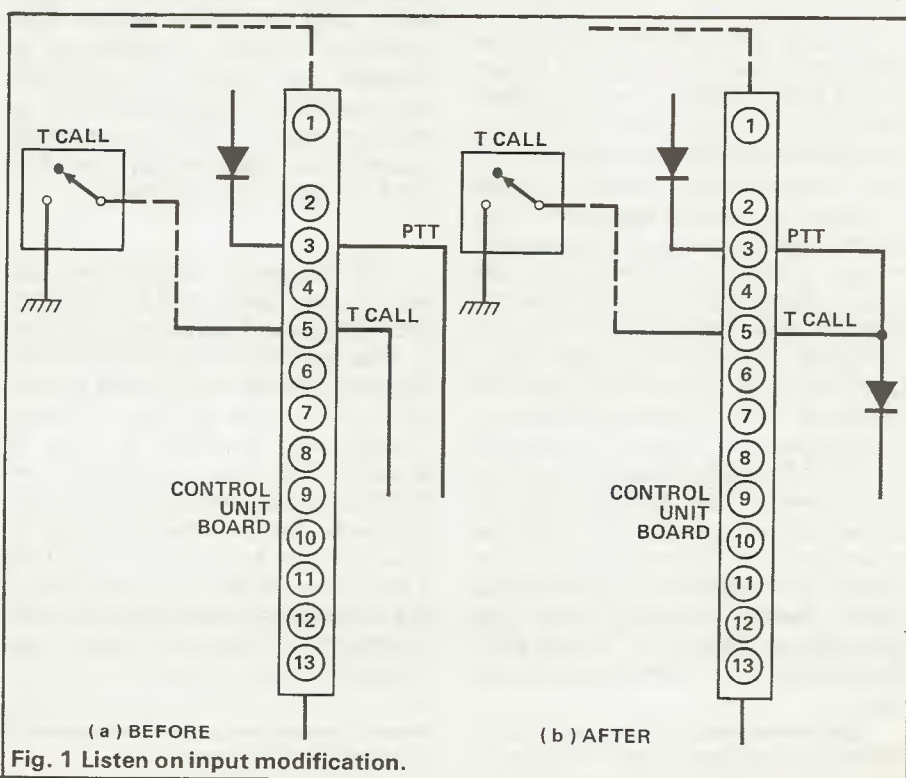 T CALL
1
2
3
PTT
4
5
T CALL
6
7
8
CONTROL
UNIT
BOARD
9
10
11
12
13
(a) BEFORE
T CALL
1
2
3
PTT
4
5
T CALL
6
7
8
CONTROL
UNIT
BOARD
9
10
11
12
13
(b) AFTER
Fig. 1 Listen on input modification.